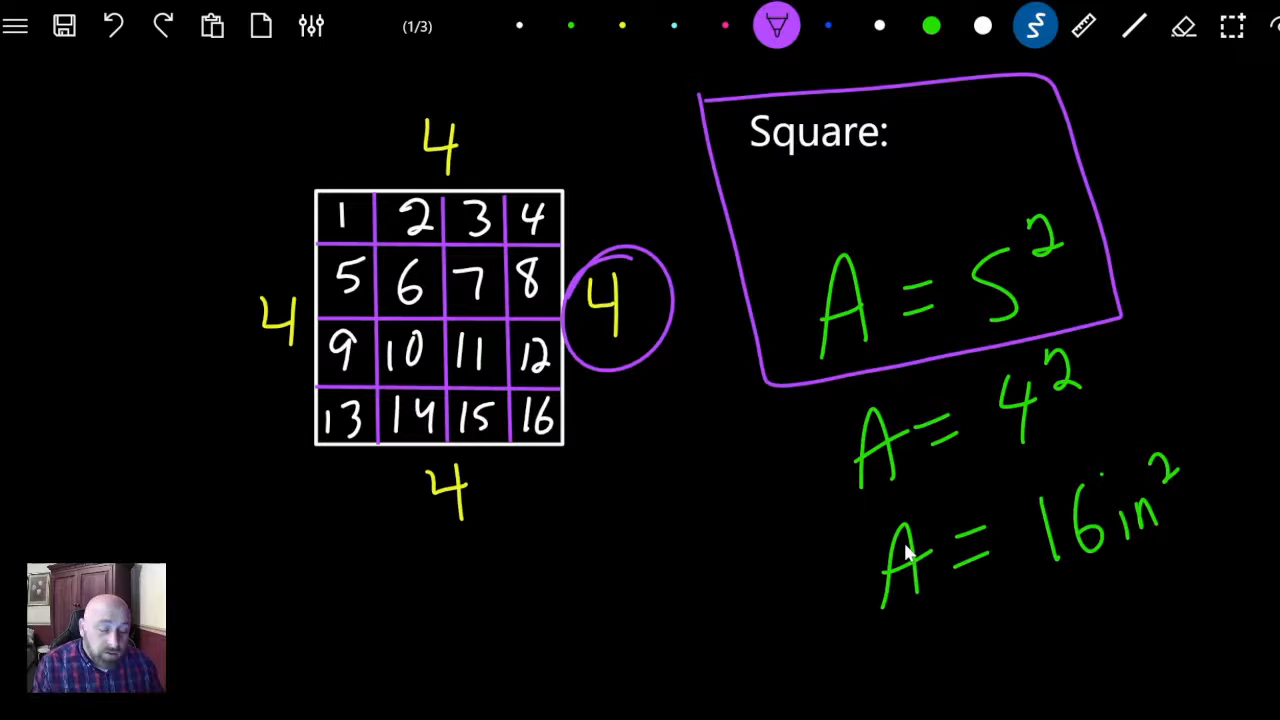 (1/3)
4
Square:
1 2 3 4
5 6 7 8
4
4
9 10 11 12
13 14 15 16
4
A = S²
A = 4²
A = 16in²